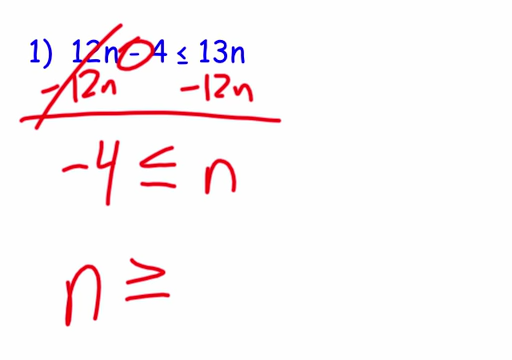 1) 12n - 4 ≤ 13n
-12n -12n
-4 ≤ n
n ≥